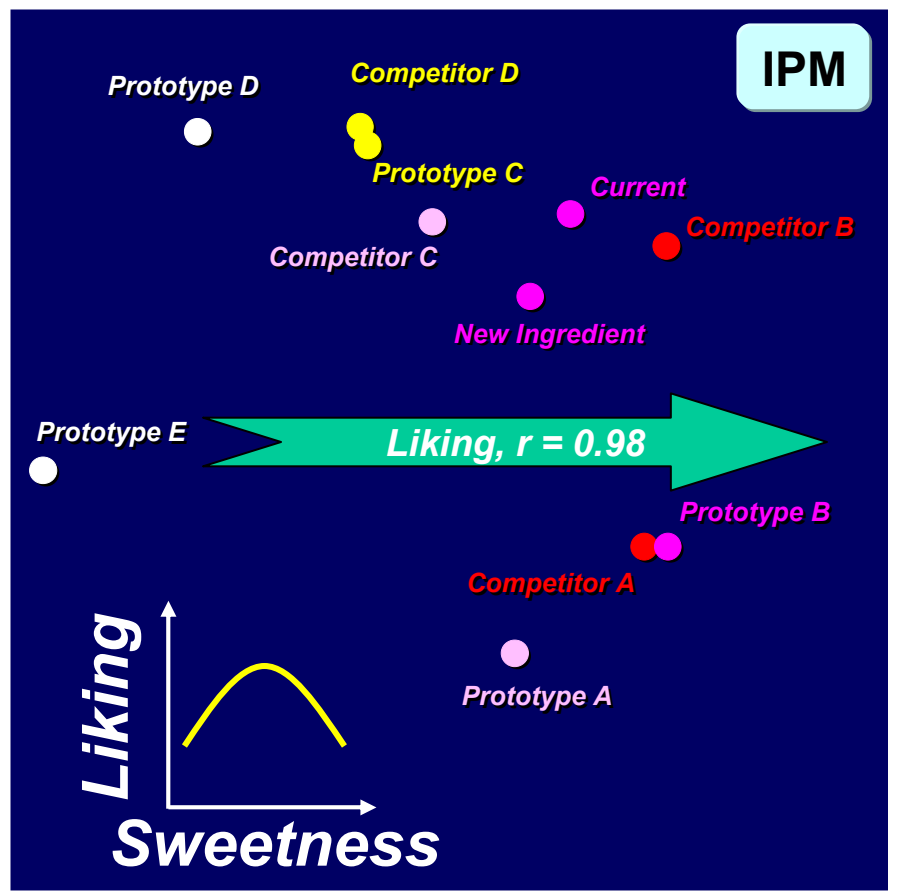 IPM
Competitor D
Prototype D
Prototype C
Current
Competitor B
Competitor C
New Ingredient
Prototype E
Liking, r = 0.98
Prototype B
Competitor A
Prototype A
Liking
Sweetness